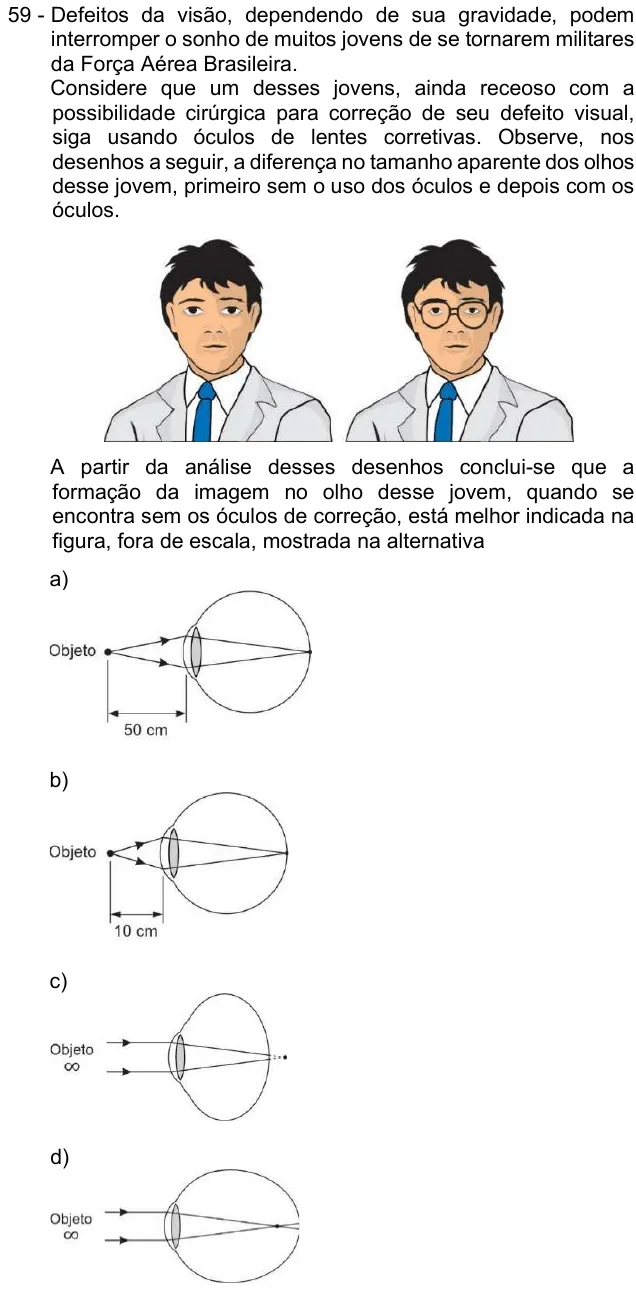 59 - Defeitos da visão, dependendo de sua gravidade, podem
interromper o sonho de muitos jovens de se tornarem militares
da Força Aérea Brasileira.
Considere que um desses jovens, ainda receoso com a
possibilidade cirúrgica para correção de seu defeito visual,
siga usando óculos de lentes corretivas. Observe, nos
desenhos a seguir, a diferença no tamanho aparente dos olhos
desse jovem, primeiro sem o uso dos óculos e depois com os
óculos.
A partir da análise desses desenhos conclui-se que a
formação da imagem no olho desse jovem, quando se
encontra sem os óculos de correção, está melhor indicada na
figura, fora de escala, mostrada na alternativa
a)
Objeto
50 cm
b)
Objeto
10 cm
c)
Objeto
∞
d)
Objeto
∞